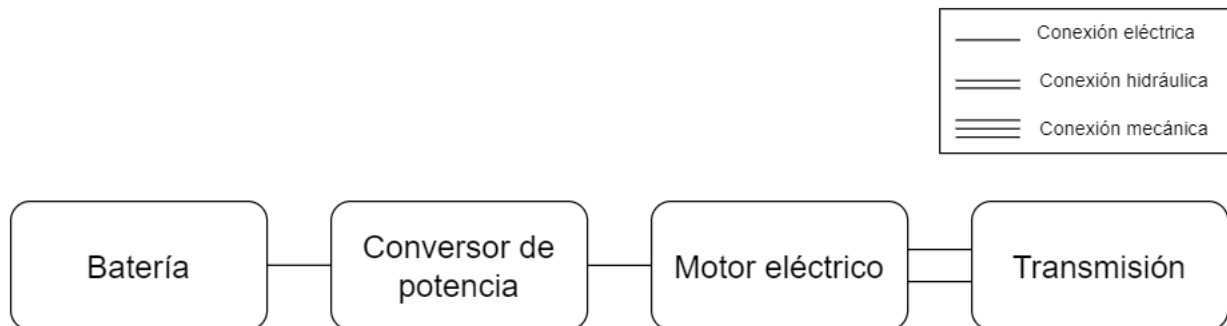 Conexión eléctrica
Conexión hidráulica
Conexión mecánica
Batería
Conversor de
potencia
Motor eléctrico
Transmisión